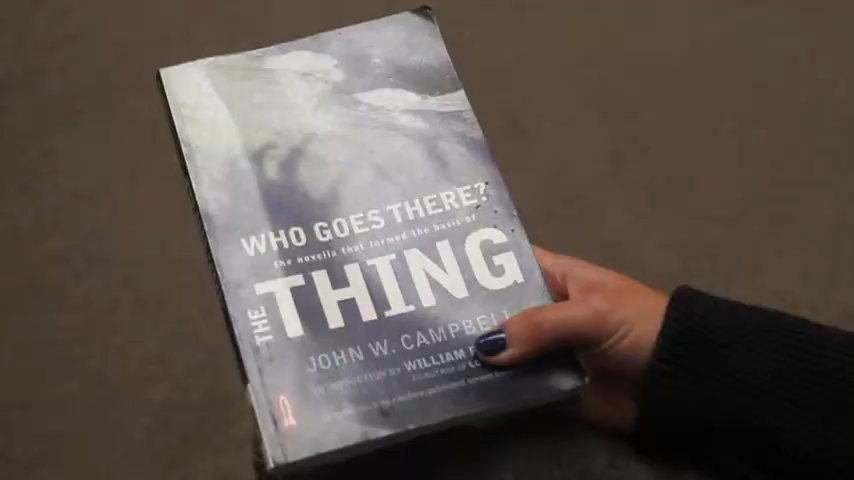 WHO GOES THERE?
the novella that formed the basis of
THE THING
JOHN W. CAMPBELL
INTRODUCTION BY WILLIAM F